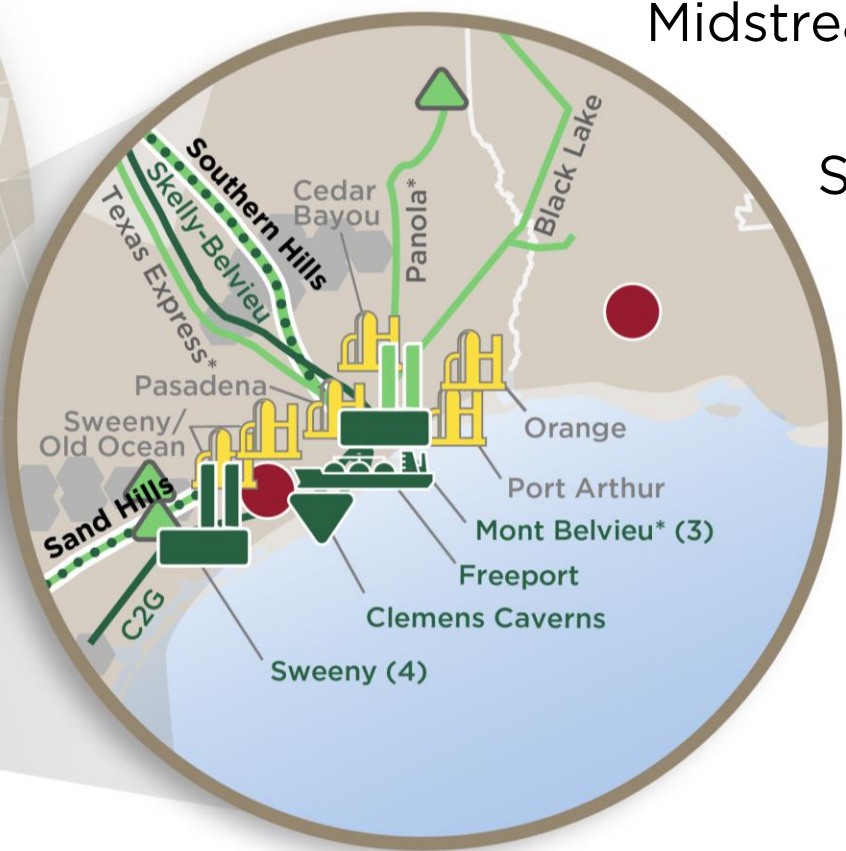 Midstrea
S
Southern Hills
Skelly-Belvieu
Texas Express*
Cedar
Bayou
Panola*
Black Lake
Pasadena
Sweeny/
Old Ocean
Orange
Port Arthur
Sand Hills
Mont Belvieu* (3)
Freeport
C2G
Clemens Caverns
Sweeny (4)